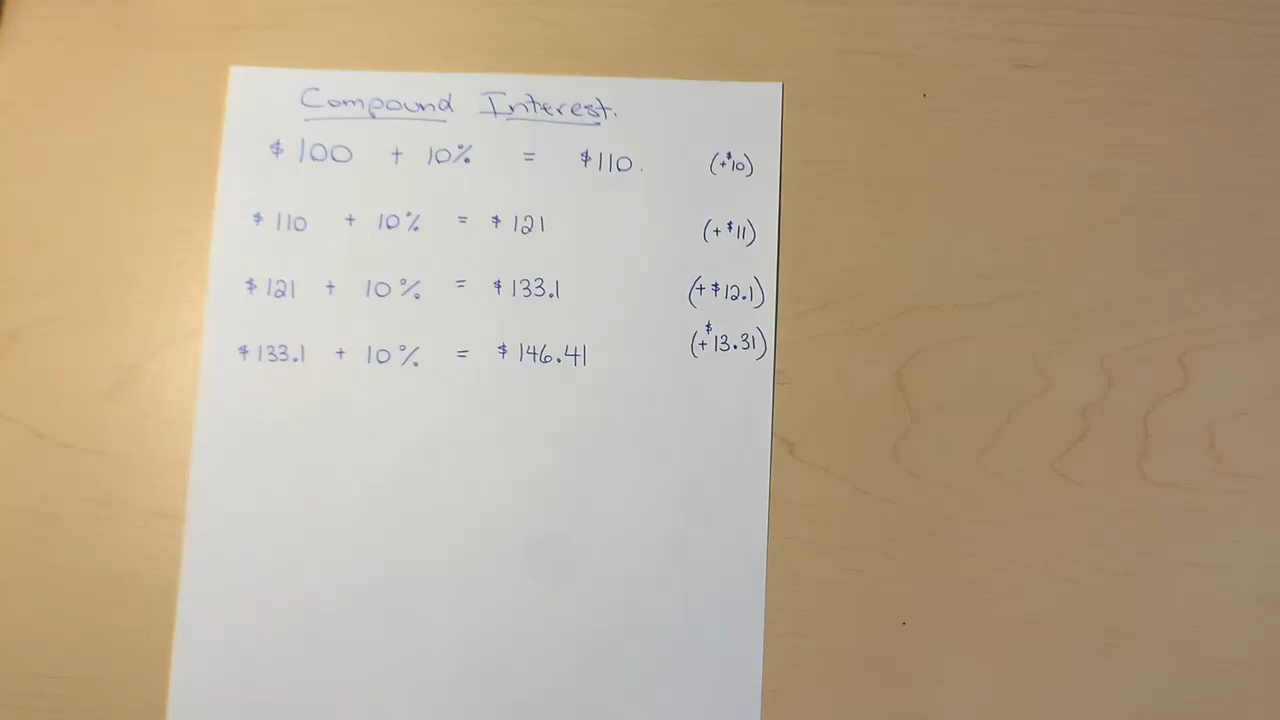 Compound Interest.
$100 + 10% = $110. (+$10)
$110 + 10% = $121 (+$11)
$121 + 10% = $133.1 (+$12.1)
$133.1 + 10% = $146.41 (+$13.31)